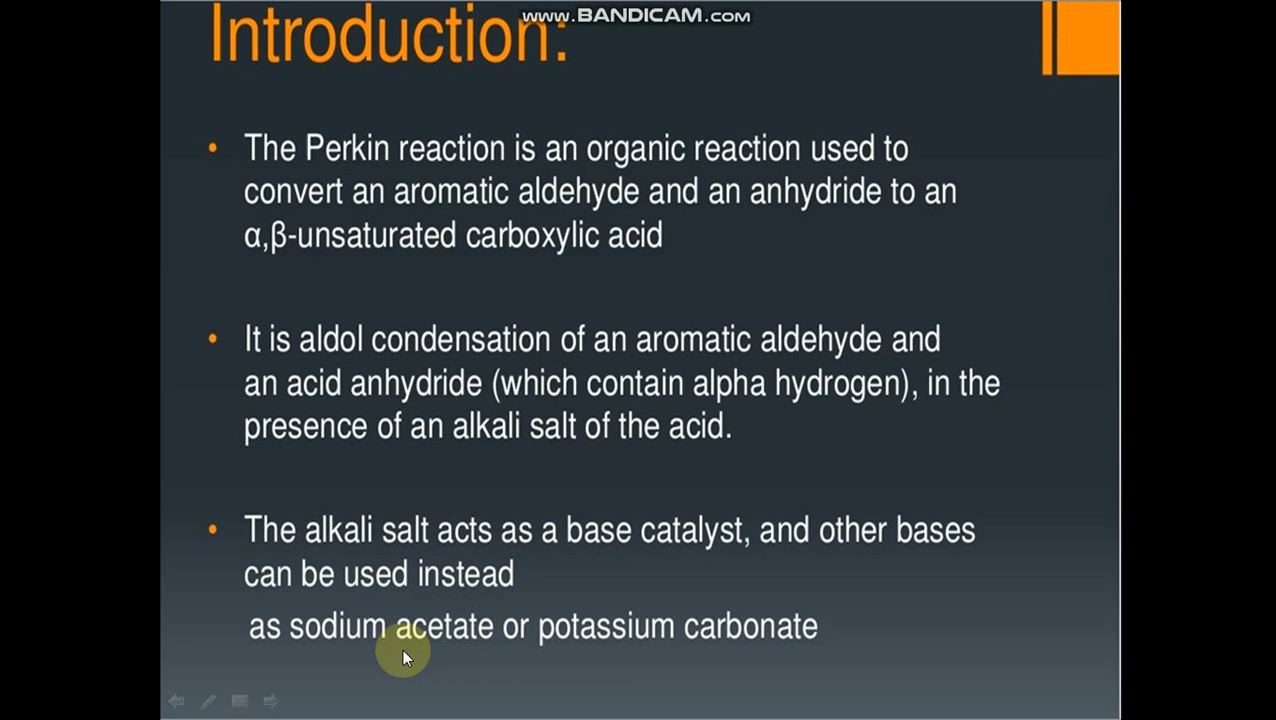 www.BANDICAM.com
Introduction:
• The Perkin reaction is an organic reaction used to
convert an aromatic aldehyde and an anhydride to an
α,β-unsaturated carboxylic acid
• It is aldol condensation of an aromatic aldehyde and
an acid anhydride (which contain alpha hydrogen), in the
presence of an alkali salt of the acid.
• The alkali salt acts as a base catalyst, and other bases
can be used instead
as sodium acetate or potassium carbonate